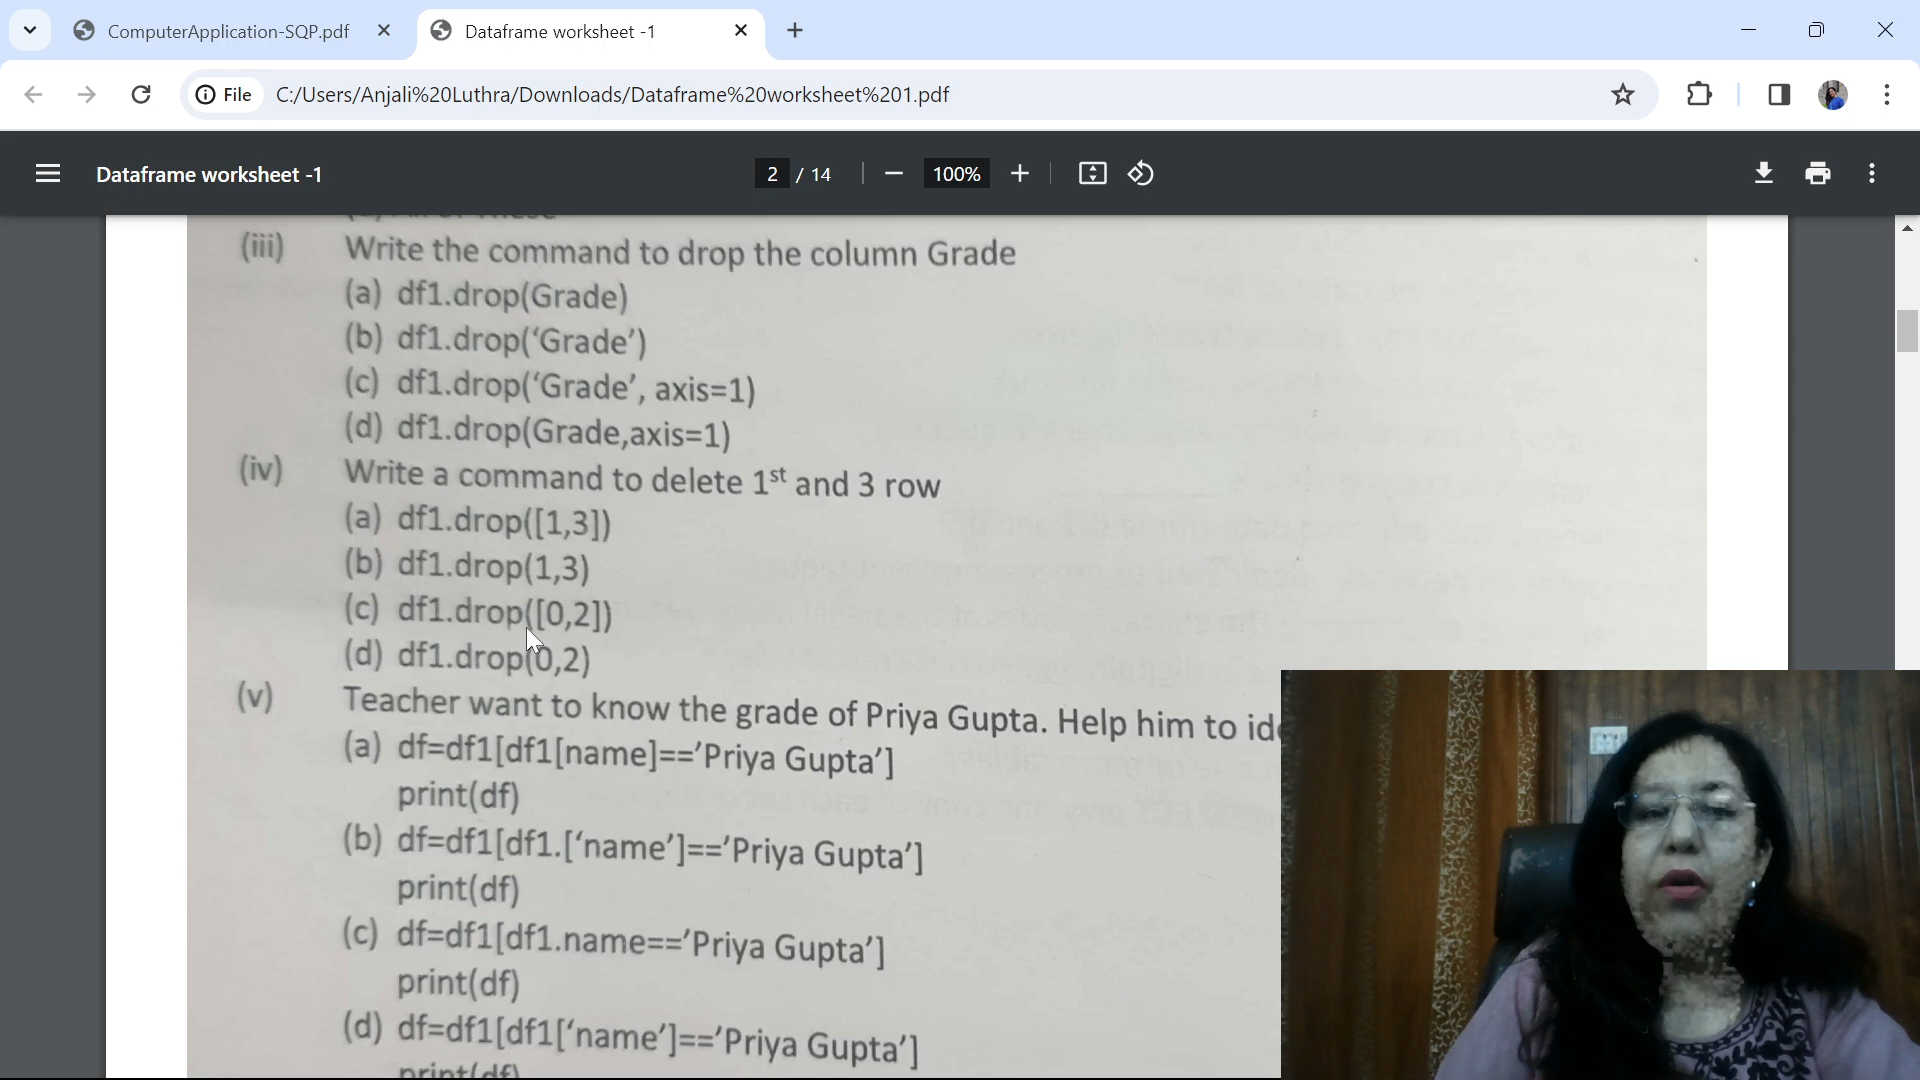 ComputerApplication-SQP.pdf
Dataframe worksheet -1
File
C:/Users/Anjali%20Luthra/Downloads/Dataframe%20worksheet%201.pdf
Dataframe worksheet -1
2 / 14
100%
(iii) Write the command to drop the column Grade
(a) df1.drop(Grade)
(b) df1.drop(‘Grade’)
(c) df1.drop(‘Grade’, axis=1)
(d) df1.drop(Grade,axis=1)
(iv) Write a command to delete 1st and 3 row
(a) df1.drop([1,3])
(b) df1.drop(1,3)
(c) df1.drop([0,2])
(d) df1.drop(0,2)
(v) Teacher want to know the grade of Priya Gupta. Help him to
(a) df=df1[df1[name]==’Priya Gupta’]
print(df)
(b) df=df1[df1.[‘name’]==’Priya Gupta’]
print(df)
(c) df=df1[df1.name==’Priya Gupta’]
print(df)
(d) df=df1[df1[‘name’]==’Priya Gupta’]
print(df)